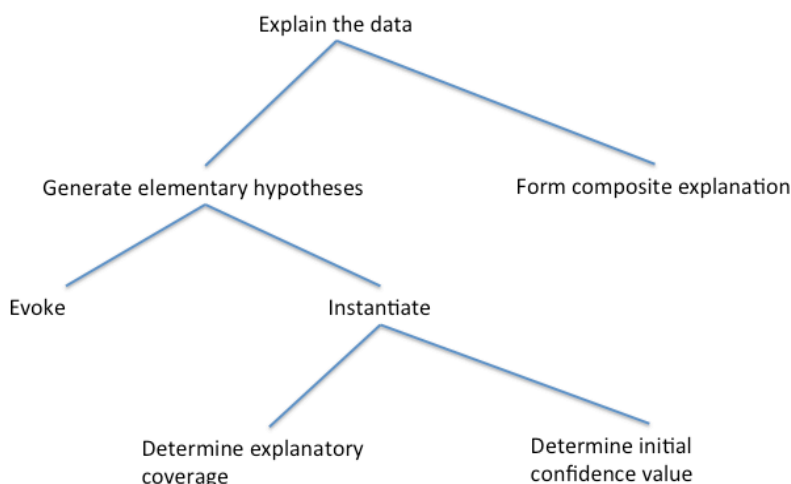 Explain the data
Generate elementary hypotheses
Form composite explanation
Evoke
Instantiate
Determine explanatory
coverage
Determine initial
confidence value